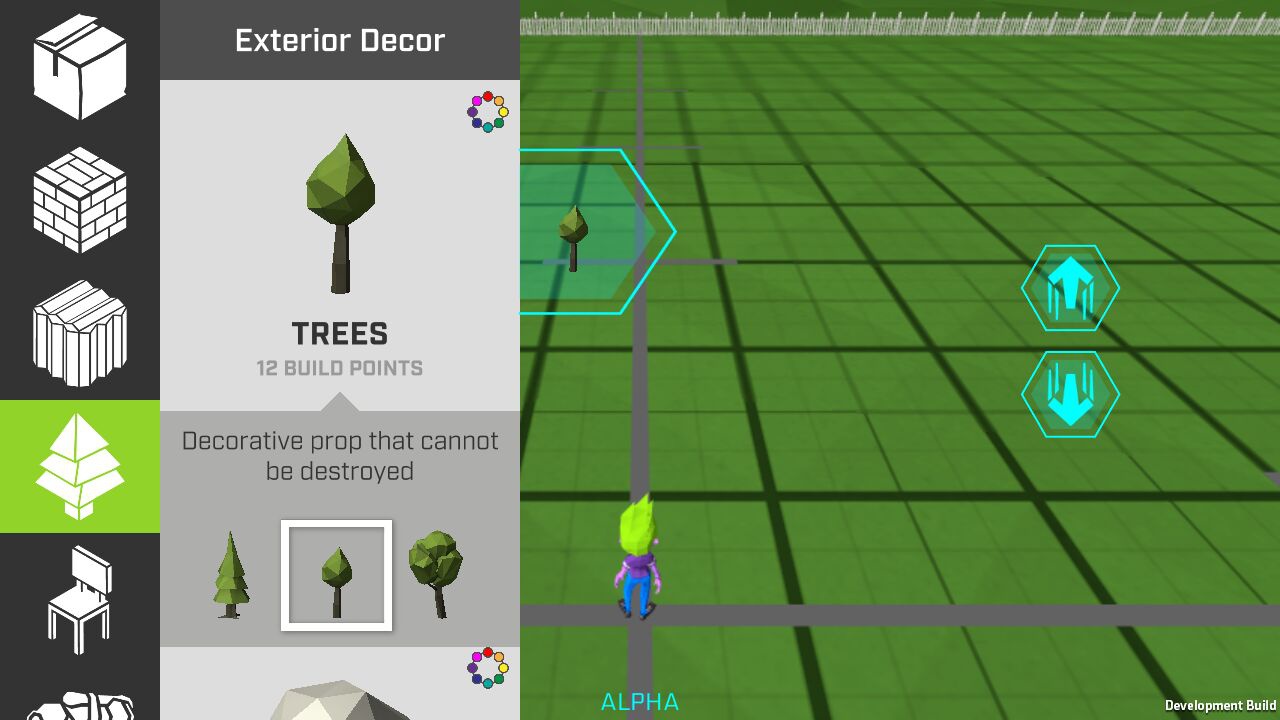 Exterior Decor
TREES
12 BUILD POINTS
Decorative prop that cannot
be destroyed
ALPHA
Development Build